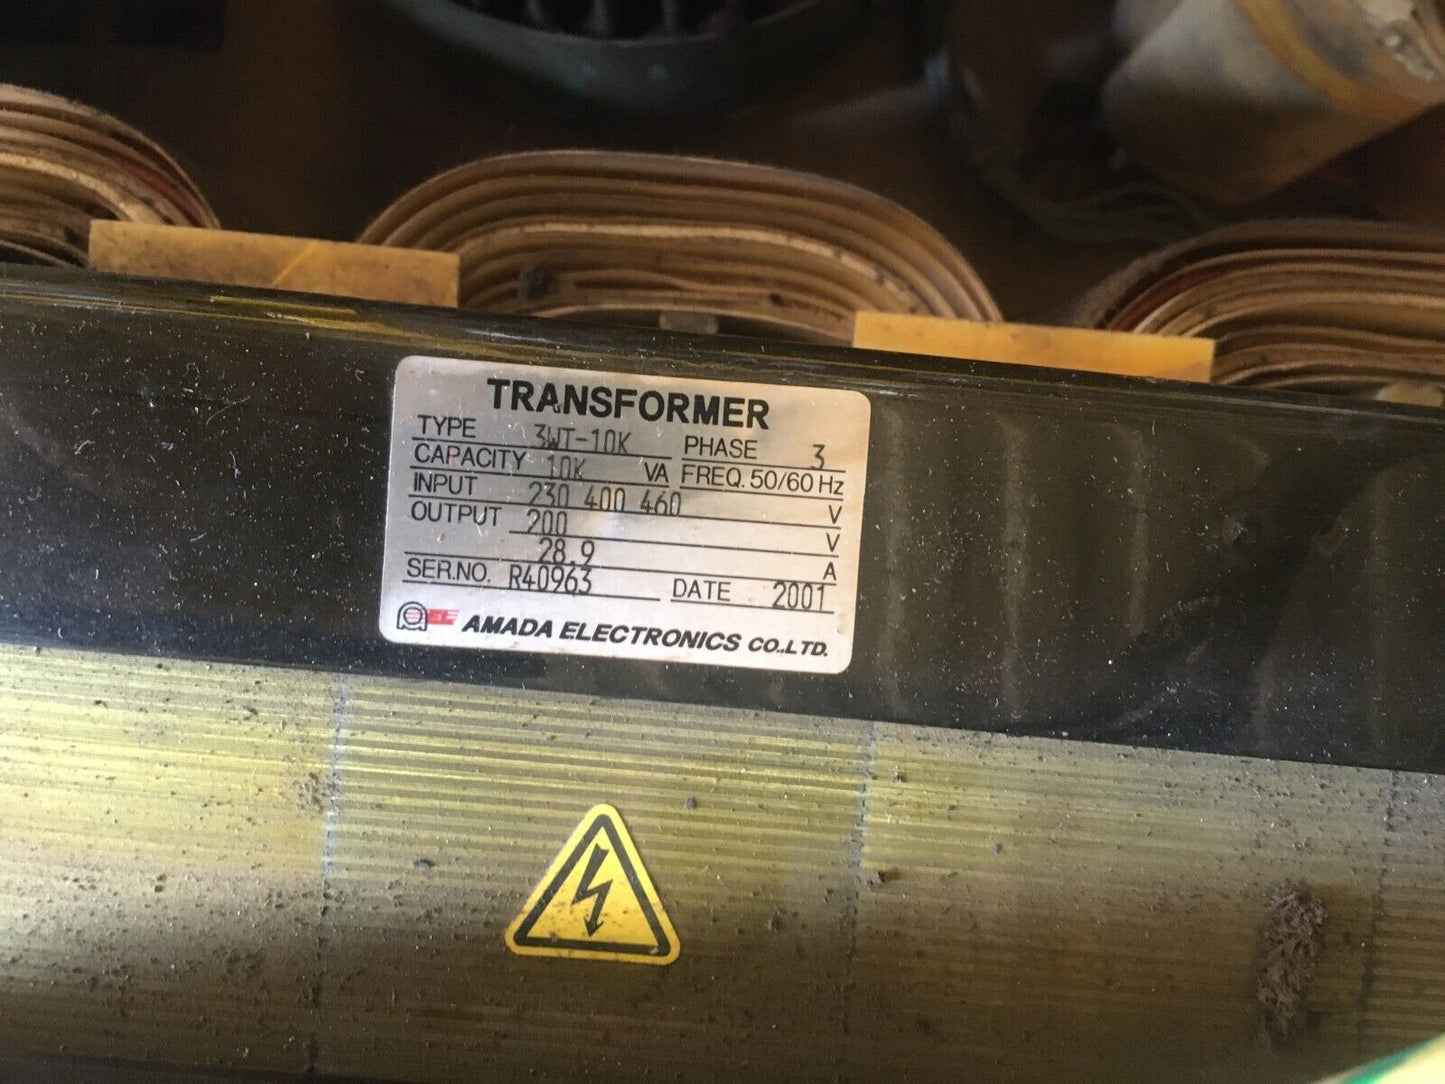 TRANSFORMER
TYPE 3WT-10K PHASE 3
CAPACITY 10K VA FREQ. 50/60 Hz
INPUT 230 400 460 V
OUTPUT 200 V
28.9 A
SER.NO. R40963 DATE 2001
AMADA ELECTRONICS CO.,LTD.